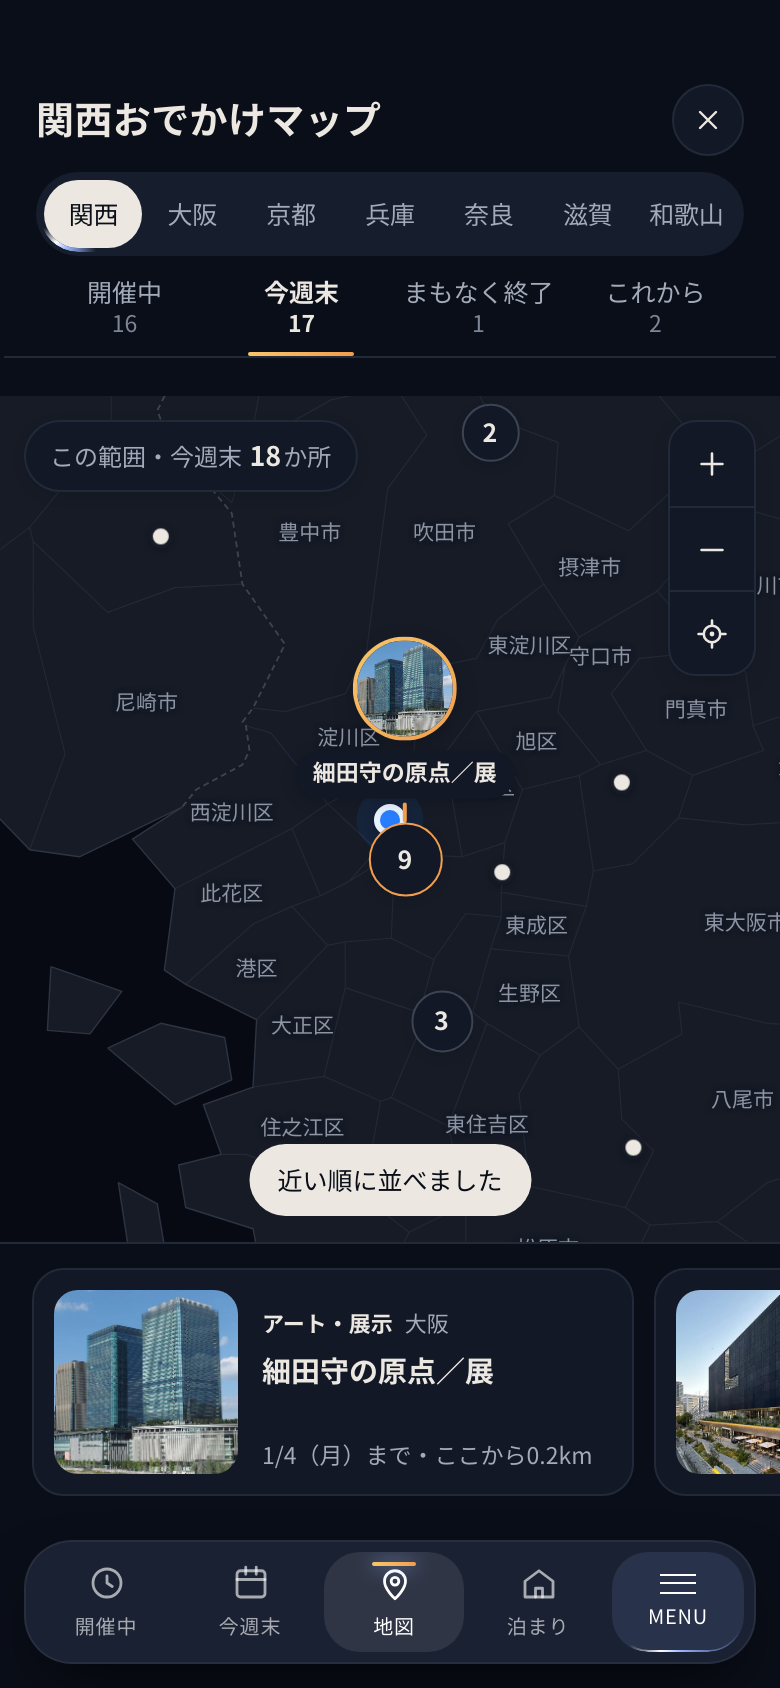 関西おでかけマップ
関西 大阪 京都 兵庫 奈良 滋賀 和歌山
開催中 今週末 まもなく終了 これから
16 17 1 2
2
この範囲・今週末 18か所
豊中市 吹田市
摂津市
東淀川区 守口市
尼崎市 門真市
淀川区 旭区
細田守の原点／展
西淀川区
9
此花区
東成区 東大阪市
港区
生野区
大正区 3
八尾市
住之江区 東住吉区
近い順に並べました
アート・展示 大阪
細田守の原点／展
1/4（月）まで・ここから0.2km
開催中 今週末 地図 泊まり MENU